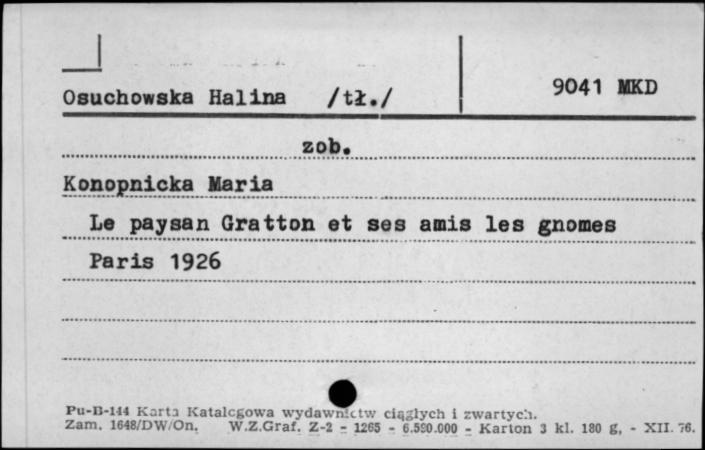 Osuchowska Halina /tł./ 9041 MKD
zob.
Konopnicka Maria
Le paysan Gratton et ses amis les gnomes
Paris 1926
Pu-B-144 Karta Katalogowa wydawnictw ciągłych i zwartych.
Zam. 1648/DW/On. W.Z.Graf. Z-2 - 1265 - 6.590.000 - Karton 3 kl. 180 g, - XII. 76.